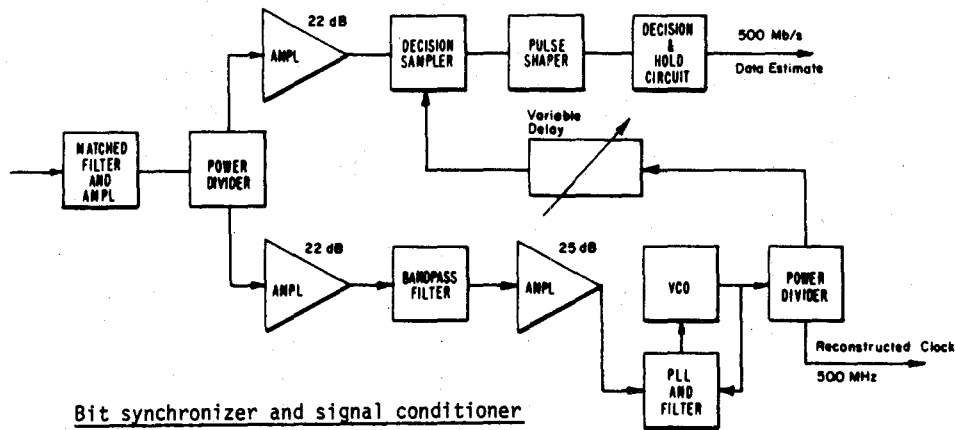 22 dB
AMPL
DECISION
SAMPLER
PULSE
SHAPER
DECISION
&
HOLD
CIRCUIT
500 Mb/s
Data Estimate
Variable
Delay
MATCHED
FILTER
AND
AMPL
POWER
DIVIDER
22 dB
AMPL
BANDPASS
FILTER
25 dB
AMPL
VCO
POWER
DIVIDER
PLL
AND
FILTER
Reconstructed Clock
500 MHz
Bit synchronizer and signal conditioner